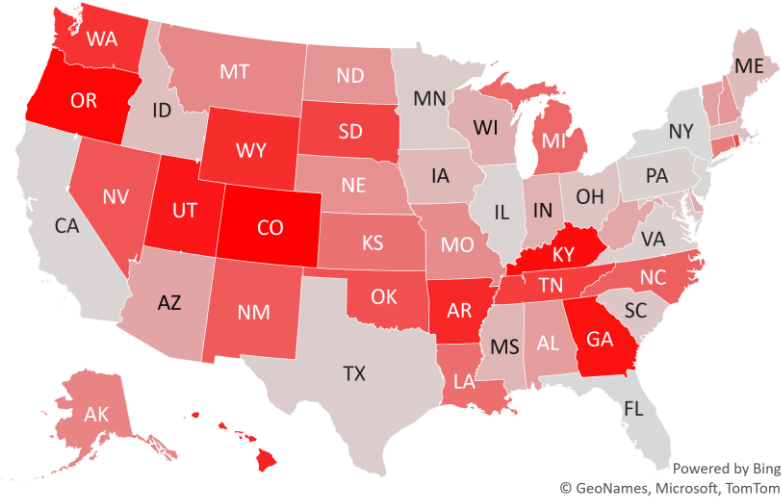 WA
ME
MT
ND
MN
OR
ID
NY
WI
SD
MI
WY
PA
IA
NE
OH
NV
IL
IN
UT
CA
CO
VA
KS
MO
KY
NC
TN
AZ
OK
NM
AR
SC
MS
AL
GA
TX
LA
FL
AK
Powered by Bing
© GeoNames, Microsoft, TomTom